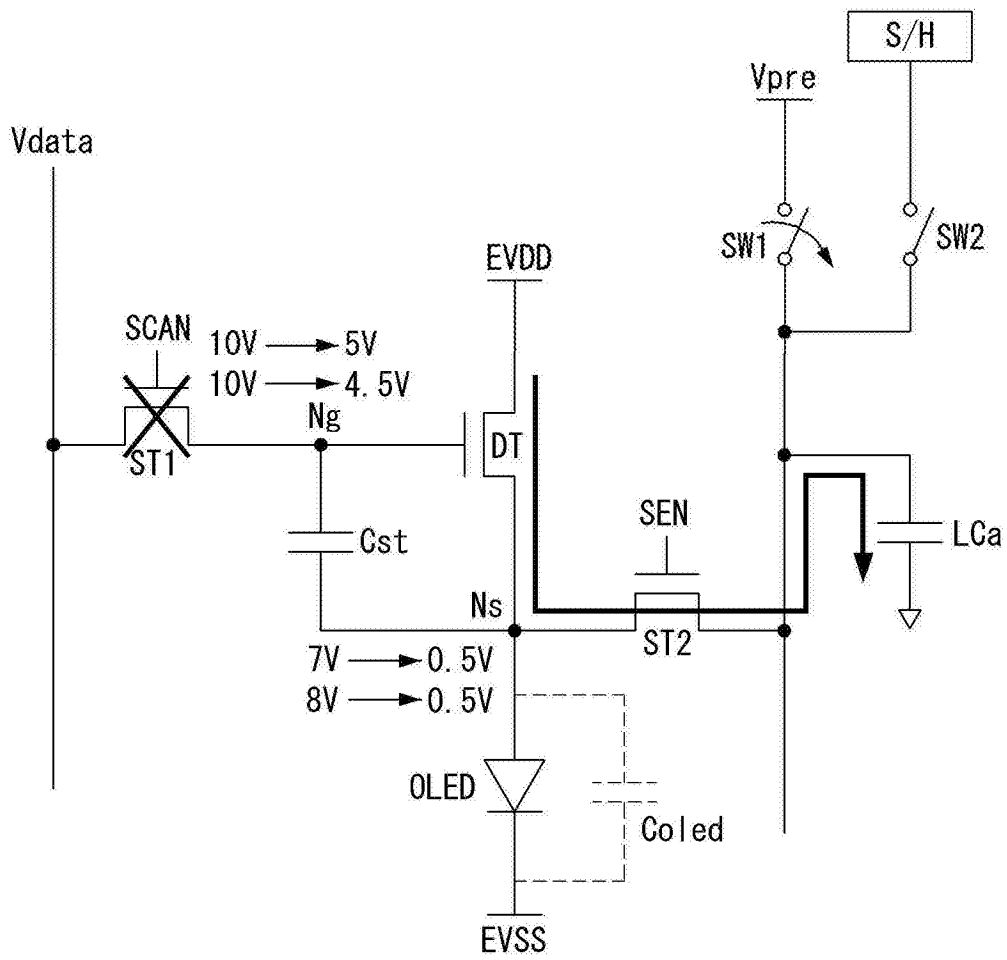 S/H
Vpre
Vdata
SW1
SW2
EVDD
SCAN
10V → 5V
10V → 4.5V
Ng
ST1
DT
SEN
Cst
LCa
Ns
ST2
7V → 0.5V
8V → 0.5V
OLED
Coled
EVSS